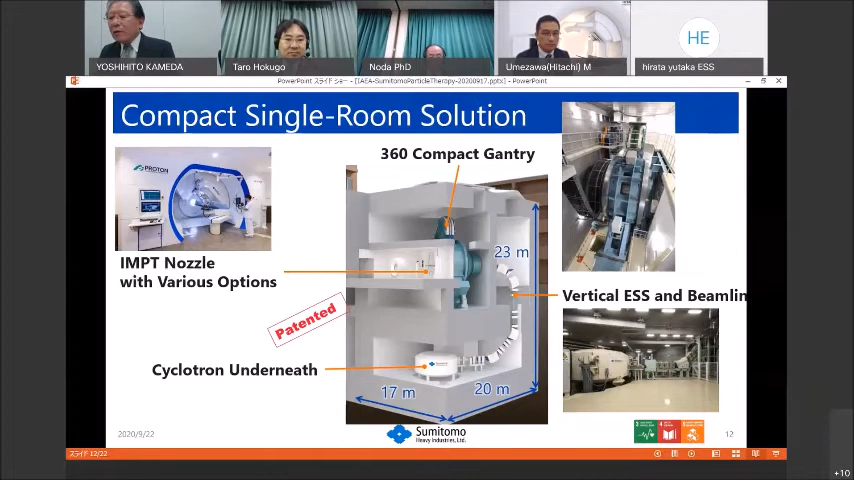 YOSHIHITO KAMEDA
Taro Hokugo
Noda PhD
Umezawa(Hitachi) M
HE
hirata yutaka ESS
PowerPoint スライド ショー - [IAEA-SumitomoParticleTherapy-20200917.pptx] - PowerPoint
Compact Single-Room Solution
360 Compact Gantry
PROTON
IMPT Nozzle
with Various Options
23 m
Vertical ESS and Beamlin
Patented
Cyclotron Underneath
17 m
20 m
2020/9/22
Sumitomo
Heavy Industries, Ltd.
12
スライド 12/22
+10